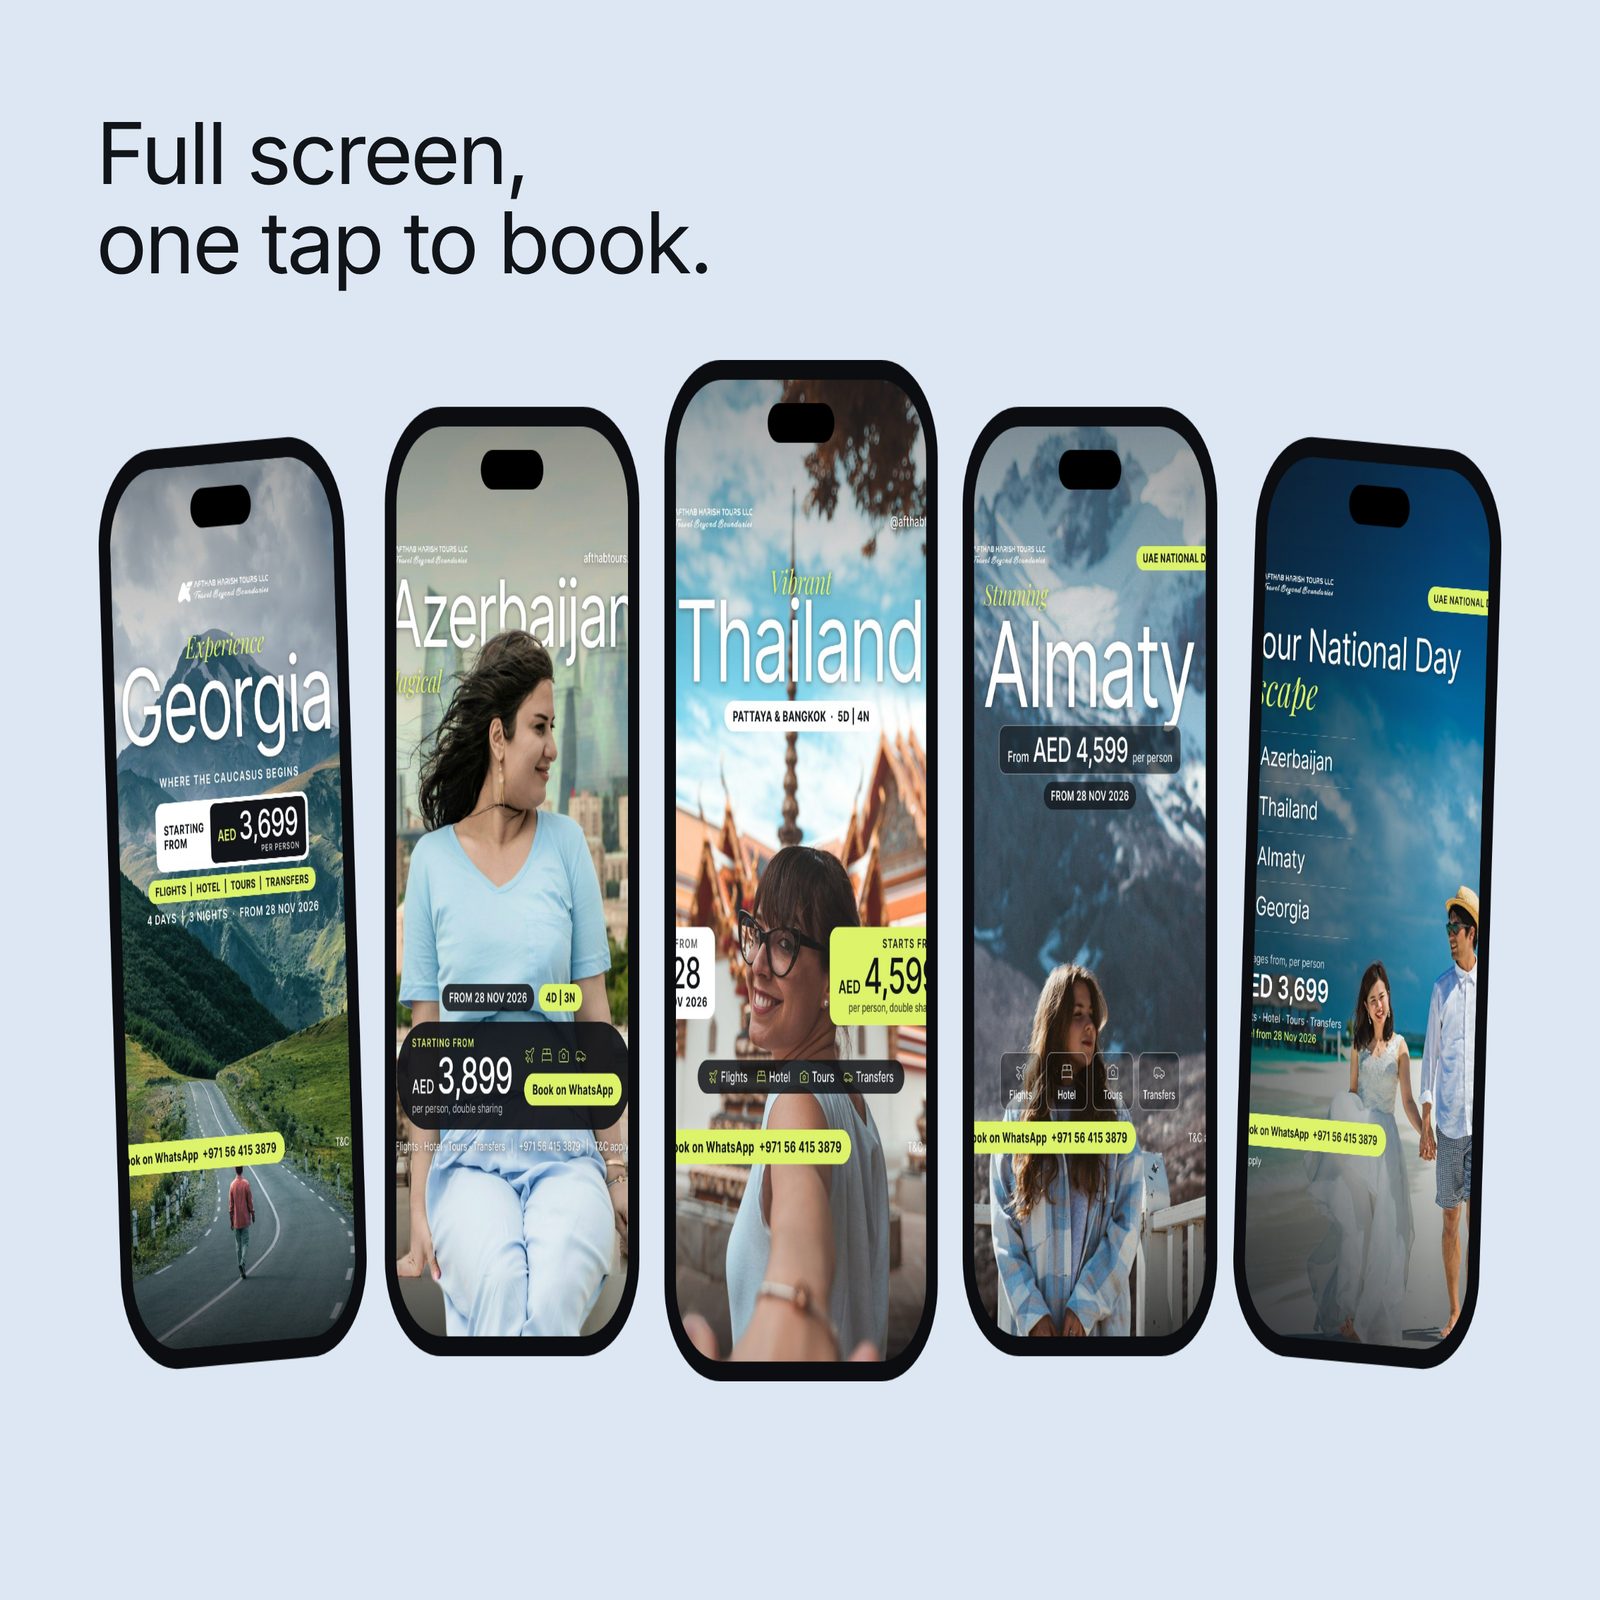 Full screen,
one tap to book.
AFTHAB HARISH TOURS LLC
Travel Beyond Boundaries
Experience
Georgia
WHERE THE CAUCASUS BEGINS
STARTING FROM
AED 3,699
PER PERSON
FLIGHTS | HOTEL | TOURS | TRANSFERS
4 DAYS | 3 NIGHTS · FROM 28 NOV 2026
ook on WhatsApp +971 56 415 3879
T&C
AFTHAB HARISH TOURS LLC
Travel Beyond Boundaries
afthabtours.
Azerbaijan
agical
FROM 28 NOV 2026
4D | 3N
STARTING FROM
AED 3,899
per person, double sharing
Book on WhatsApp
Flights · Hotel · Tours · Transfers | +971 56 415 3879 | T&C apply
AFTHAB HARISH TOURS LLC
Travel Beyond Boundaries
@afthab
Vibrant
Thailand
PATTAYA & BANGKOK · 5D | 4N
FROM
28
OV 2026
STARTS FR
AED 4,599
per person, double sha
Flights Hotel Tours Transfers
ook on WhatsApp +971 56 415 3879
T&C
AFTHAB HARISH TOURS LLC
Travel Beyond Boundaries
UAE NATIONAL D
Stunning
Almaty
From AED 4,599 per person
FROM 28 NOV 2026
Flights Hotel Tours Transfers
ook on WhatsApp +971 56 415 3879
T&C
AFTHAB HARISH TOURS LLC
Travel Beyond Boundaries
UAE NATIONAL D
our National Day
scape
Azerbaijan
Thailand
Almaty
Georgia
ages from, per person
ED 3,699
ts · Hotel · Tours · Transfers
l from 28 Nov 2026
ok on WhatsApp +971 56 415 3879
pply